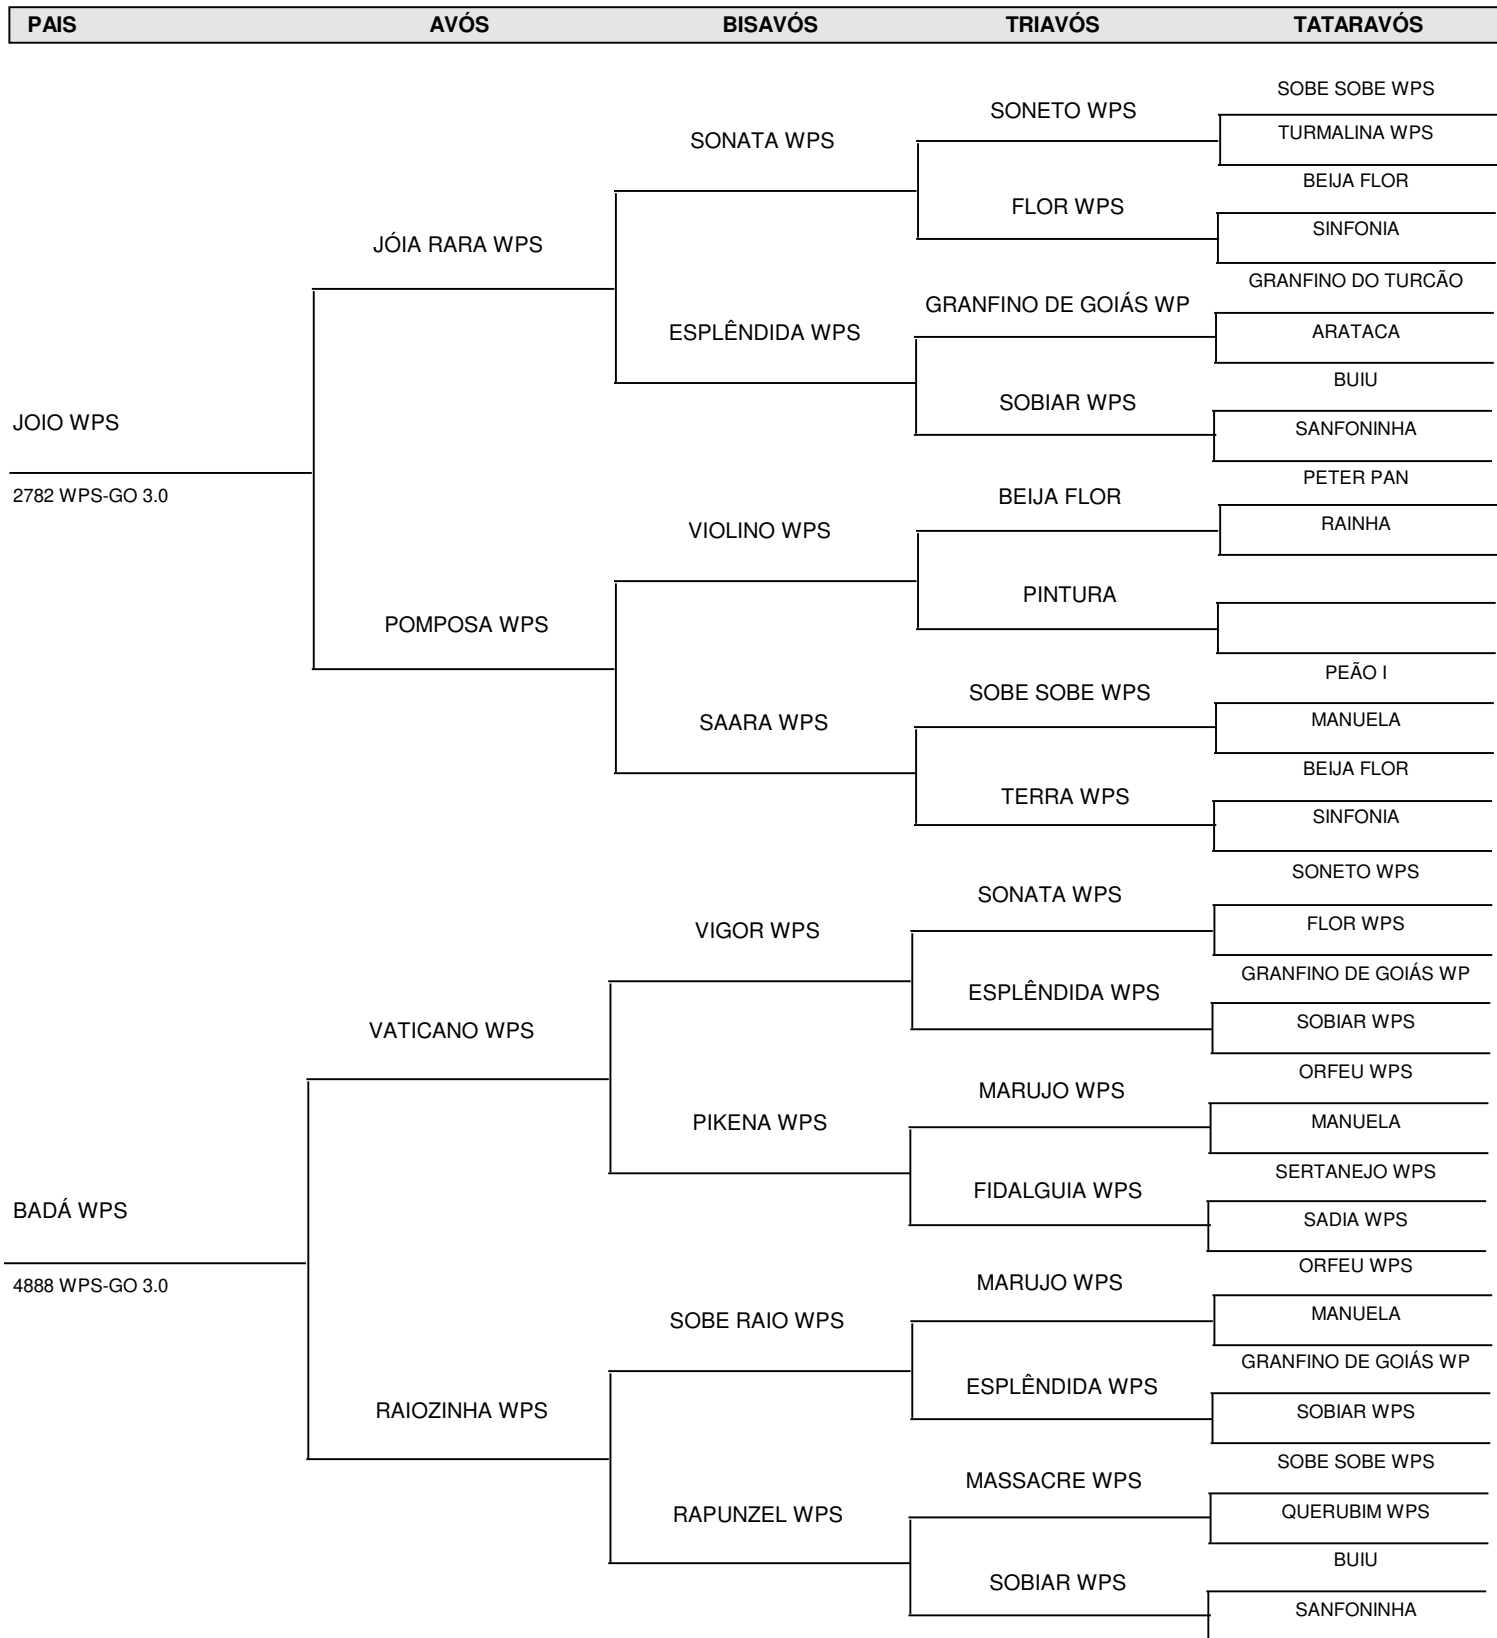 PAIS AVÓS BISAVÓS TRIAVÓS TATARAVÓS
SOBE SOBE WPS
SONETO WPS
TURMALINA WPS
SONATA WPS
BEIJA FLOR
FLOR WPS
SINFONIA
JÓIA RARA WPS
GRANFINO DO TURCÃO
GRANFINO DE GOIÁS WP
ARATACA
ESPLÊNDIDA WPS
BUIU
SOBIAR WPS
SANFONINHA
JOIO WPS
2782 WPS-GO 3.0
PETER PAN
BEIJA FLOR
RAINHA
VIOLINO WPS
PINTURA
POMPOSA WPS
PEÃO I
SOBE SOBE WPS
MANUELA
SAARA WPS
BEIJA FLOR
TERRA WPS
SINFONIA
SONETO WPS
SONATA WPS
FLOR WPS
VIGOR WPS
GRANFINO DE GOIÁS WP
ESPLÊNDIDA WPS
SOBIAR WPS
VATICANO WPS
ORFEU WPS
MARUJO WPS
MANUELA
PIKENA WPS
SERTANEJO WPS
FIDALGUIA WPS
SADIA WPS
BADÁ WPS
4888 WPS-GO 3.0
ORFEU WPS
MARUJO WPS
MANUELA
SOBE RAIO WPS
GRANFINO DE GOIÁS WP
ESPLÊNDIDA WPS
SOBIAR WPS
RAIOZINHA WPS
SOBE SOBE WPS
MASSACRE WPS
QUERUBIM WPS
RAPUNZEL WPS
BUIU
SOBIAR WPS
SANFONINHA